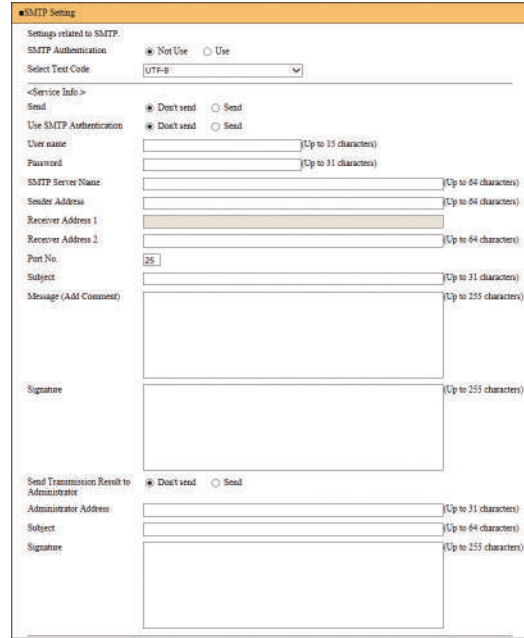 ■SMTP Setting
Settings related to SMTP.
SMTP Authentication Not Use Use
Select Text Code UTF-8
<Service Info.>
Send Don't send Send
Use SMTP Authentication Don't send Send
User name (Up to 15 characters)
Password (Up to 31 characters)
SMTP Server Name (Up to 64 characters)
Sender Address (Up to 64 characters)
Receiver Address 1
Receiver Address 2 (Up to 64 characters)
Port No. 25
Subject (Up to 31 characters)
Message (Add Comment) (Up to 255 characters)
Signature (Up to 255 characters)
Send Transmission Result to
Administrator Don't send Send
Administrator Address (Up to 31 characters)
Subject (Up to 64 characters)
Signature (Up to 255 characters)